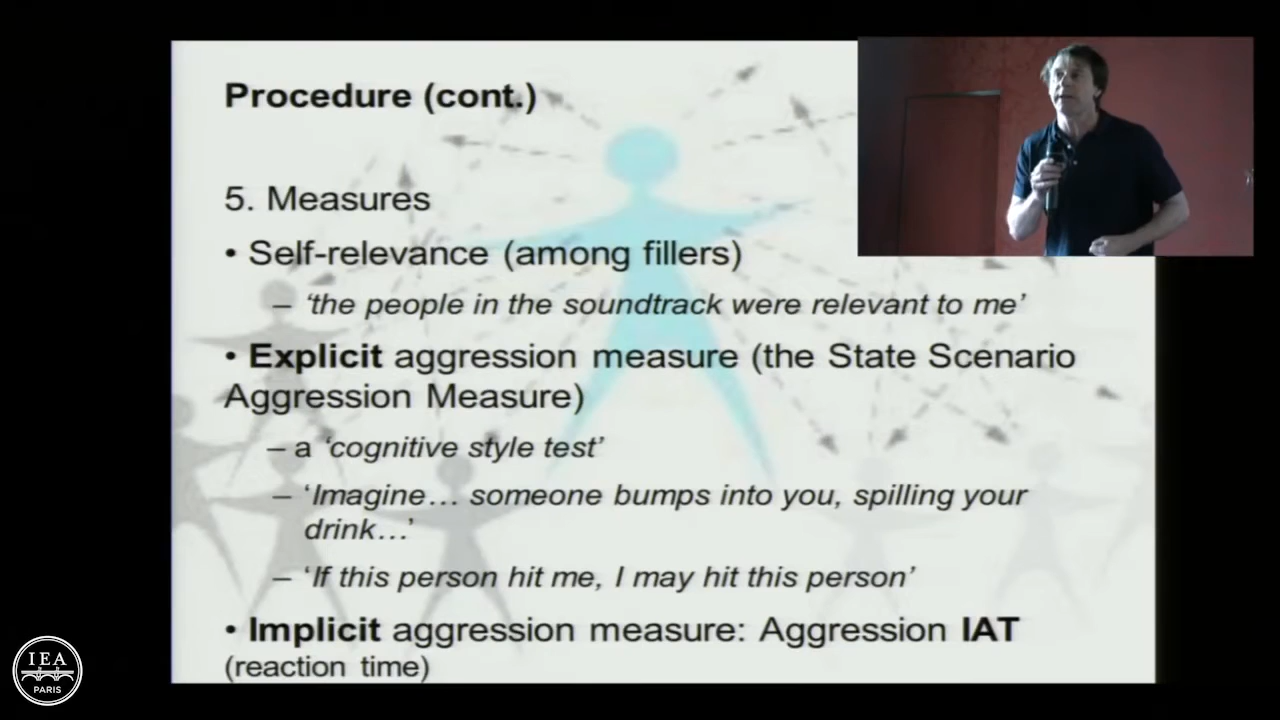 Procedure (cont.)
5. Measures
• Self-relevance (among fillers)
– ‘the people in the soundtrack were relevant to me’
• Explicit aggression measure (the State Scenario
Aggression Measure)
– a ‘cognitive style test’
– ‘Imagine… someone bumps into you, spilling your
drink…’
– ‘If this person hit me, I may hit this person’
• Implicit aggression measure: Aggression IAT
(reaction time)
IEA
PARIS